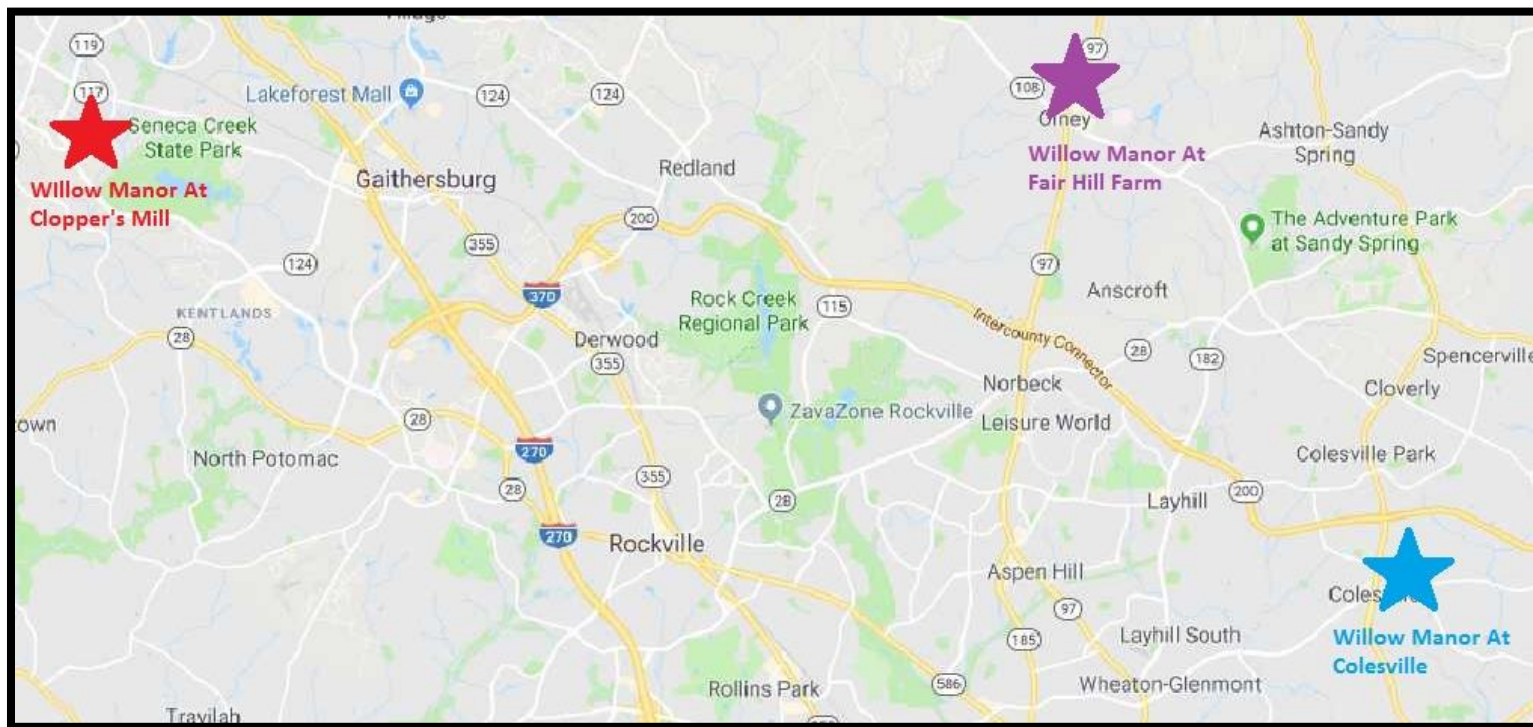 Village
119
97
117
Lakeforest Mall
124
124
108
Seneca Creek
State Park
Olney
Ashton-Sandy
Spring
Redland
Willow Manor At
Fair Hill Farm
Gaithersburg
WIllow Manor At
Clopper's Mill
200
355
The Adventure Park
at Sandy Spring
124
97
370
Rock Creek
Regional Park
115
Anscroft
KENTLANDS
28
Derwood
355
Intercounty Connector
28
182
Spencerville
Norbeck
Cloverly
28
ZavaZone Rockville
Leisure World
own
270
North Potomac
Colesville Park
355
28
28
Layhill
200
270
Rockville
Aspen Hill
Coles
97
185
Layhill South
Willow Manor At
Colesville
Rollins Park
586
Wheaton-Glenmont
Travilah